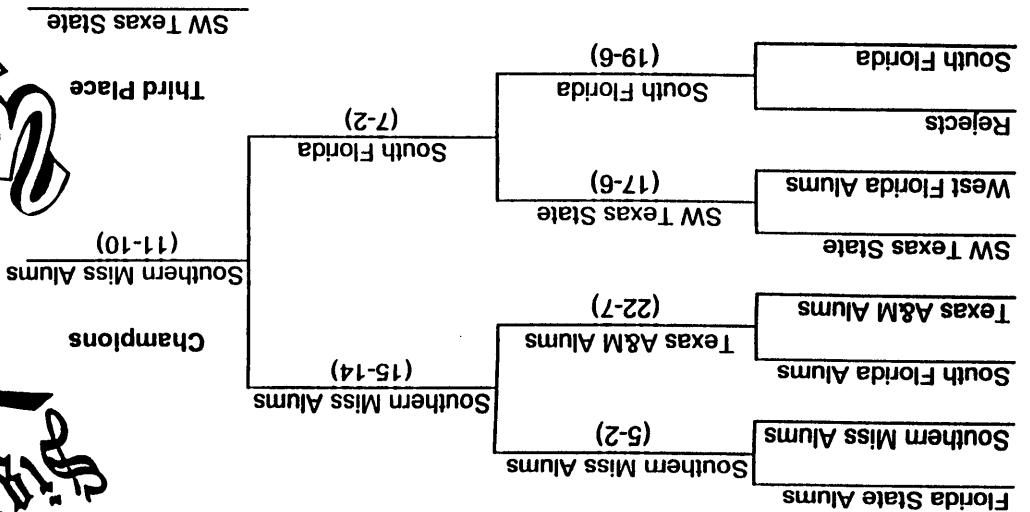 Florida State Alums
Southern Miss Alums
(5-2)
Southern Miss Alums
South Florida Alums
Texas A&M Alums
(22-7)
Texas A&M Alums
Southern Miss Alums
(15-14)
SW Texas State
West Florida Alums
SW Texas State
(17-6)
Rejects
South Florida
South Florida
(19-6)
South Florida
(7-2)
Champions
Southern Miss Alums
(11-10)
Third Place
SW Texas State